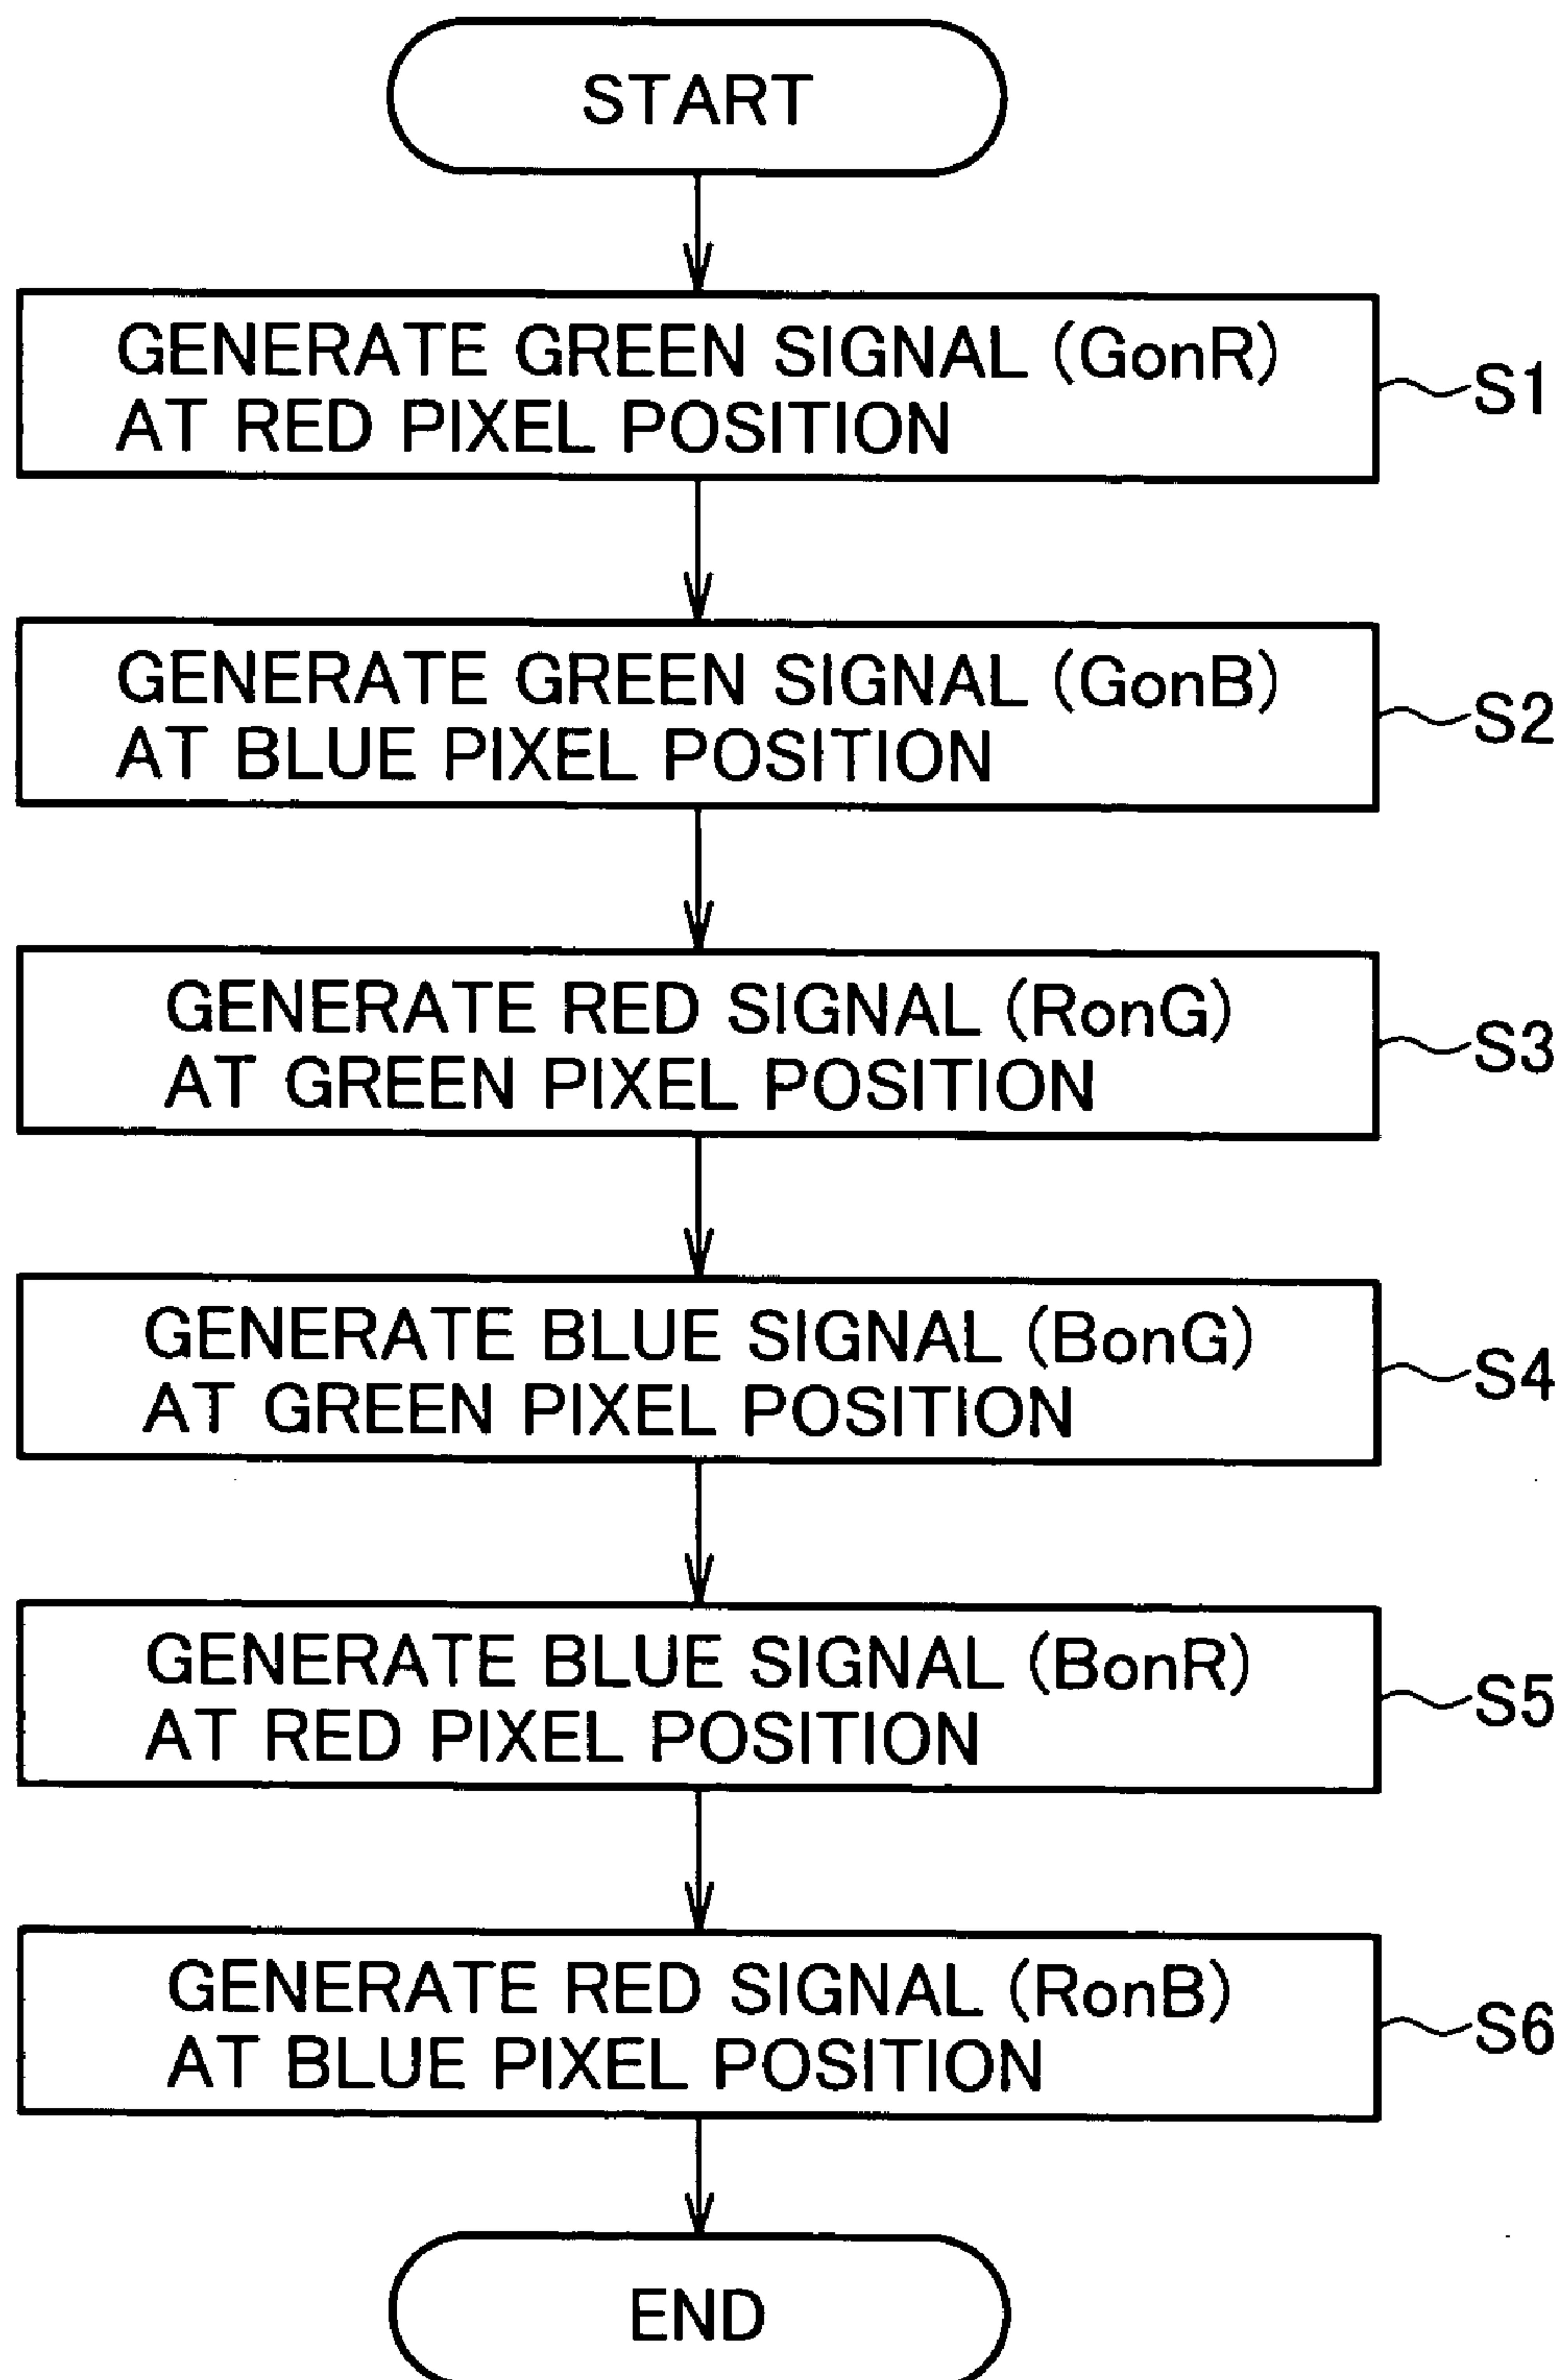 START
GENERATE GREEN SIGNAL (GonR)
AT RED PIXEL POSITION
S1
GENERATE GREEN SIGNAL (GonB)
AT BLUE PIXEL POSITION
S2
GENERATE RED SIGNAL (RonG)
AT GREEN PIXEL POSITION
S3
GENERATE BLUE SIGNAL (BonG)
AT GREEN PIXEL POSITION
S4
GENERATE BLUE SIGNAL (BonR)
AT RED PIXEL POSITION
S5
GENERATE RED SIGNAL (RonB)
AT BLUE PIXEL POSITION
S6
END